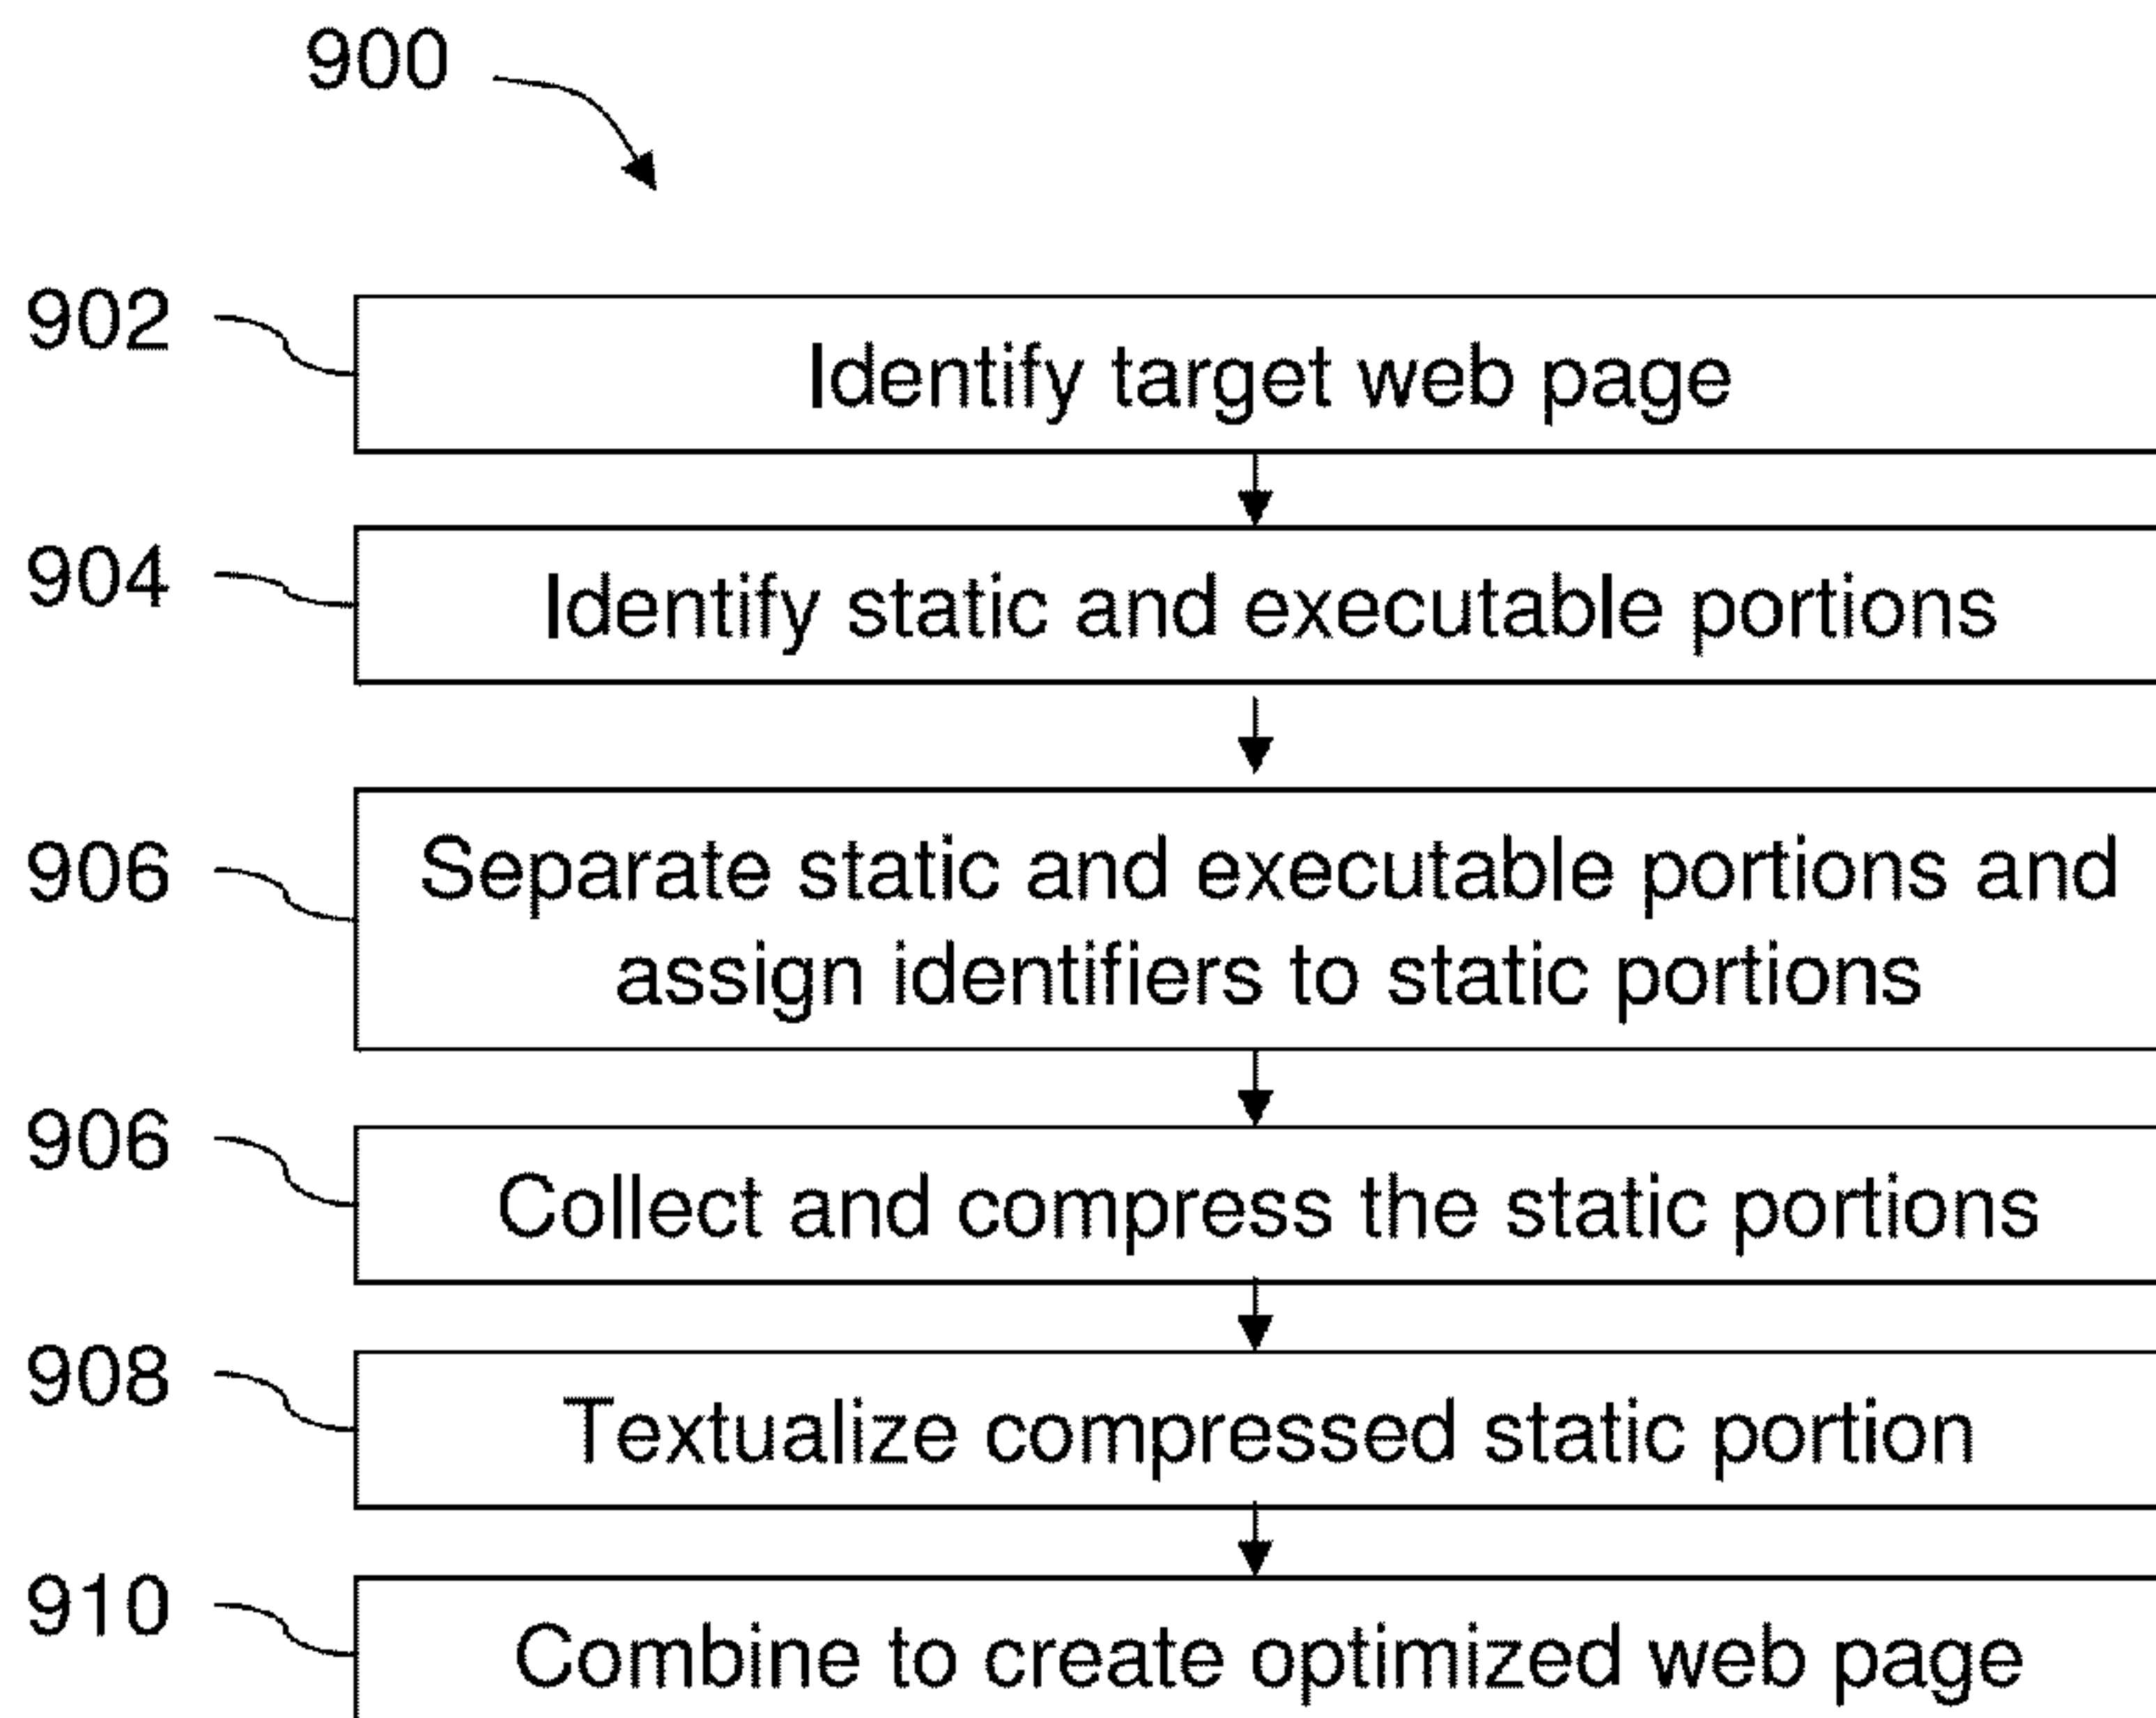 900
902
Identify target web page
904
Identify static and executable portions
906
Separate static and executable portions and
assign identifiers to static portions
906
Collect and compress the static portions
908
Textualize compressed static portion
910
Combine to create optimized web page